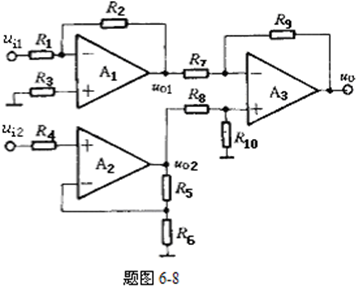 R2
ui1 R1
R9
R3
A1
uo1
R7
R8
uo
A3
R10
ui2 R4
A2
uo2
R5
R6
题图 6-8